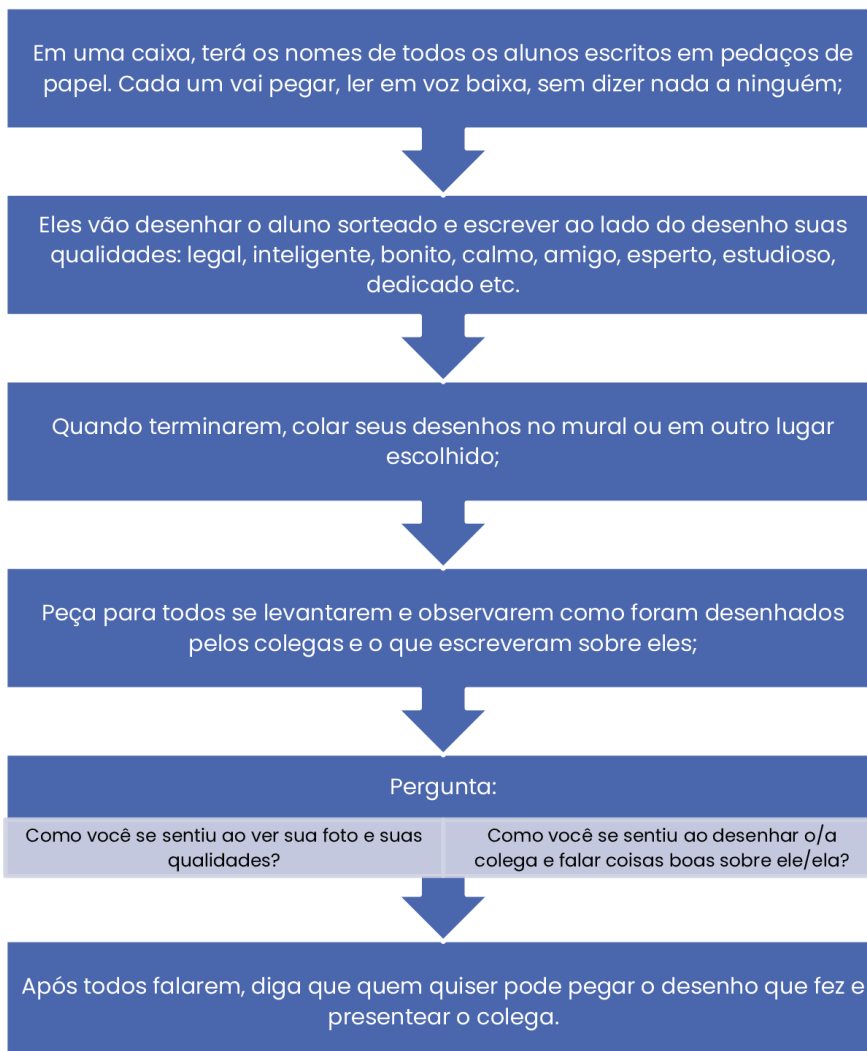 Em uma caixa, terá os nomes de todos os alunos escritos em pedaços de
papel. Cada um vai pegar, ler em voz baixa, sem dizer nada a ninguém;
Eles vão desenhar o aluno sorteado e escrever ao lado do desenho suas
qualidades: legal, inteligente, bonito, calmo, amigo, esperto, estudioso,
dedicado etc.
Quando terminarem, colar seus desenhos no mural ou em outro lugar
escolhido;
Peça para todos se levantarem e observarem como foram desenhados
pelos colegas e o que escreveram sobre eles;
Pergunta:
Como você se sentiu ao ver sua foto e suas
qualidades?
Como você se sentiu ao desenhar o/a
colega e falar coisas boas sobre ele/ela?
Após todos falarem, diga que quem quiser pode pegar o desenho que fez e
presentear o colega.